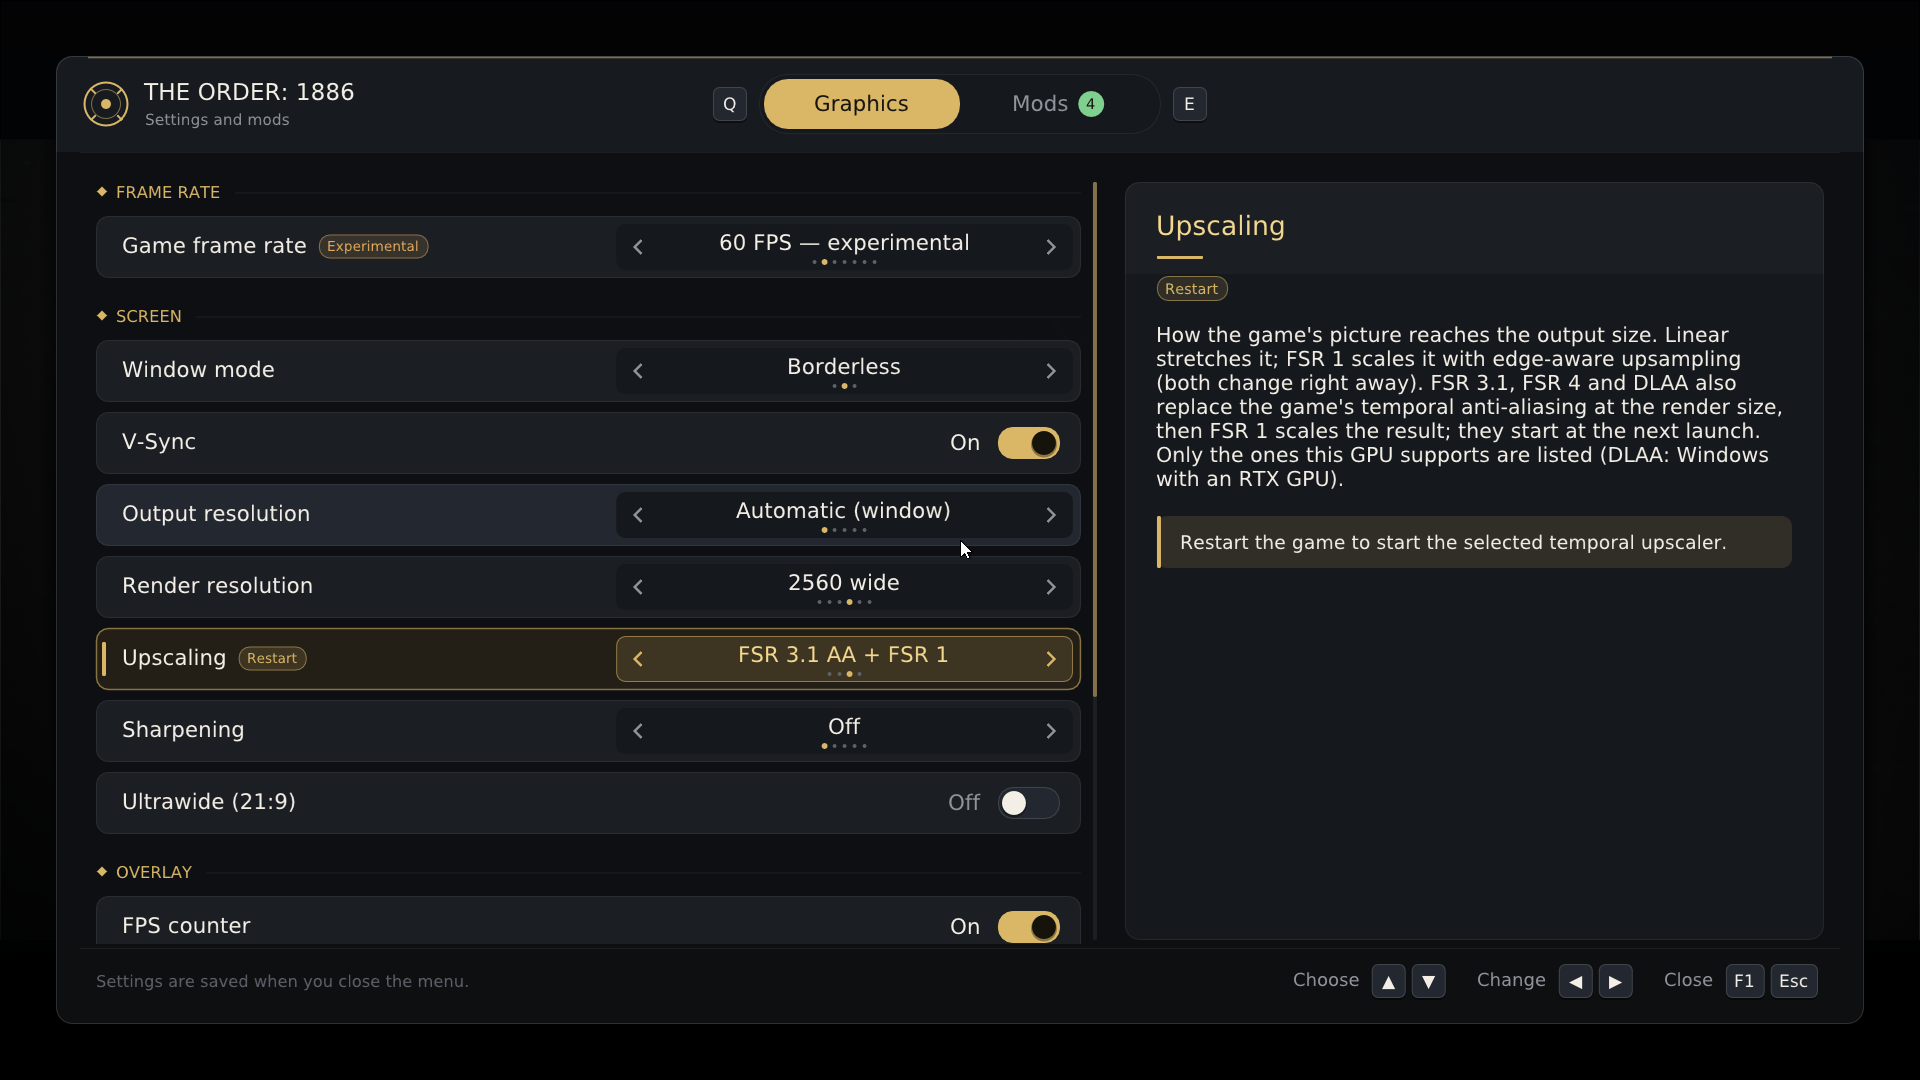 THE ORDER: 1886
Settings and mods
Q
Graphics
Mods 4
E
FRAME RATE
Game frame rate Experimental
60 FPS — experimental
SCREEN
Window mode
Borderless
V-Sync
On
Output resolution
Automatic (window)
Render resolution
2560 wide
Upscaling Restart
FSR 3.1 AA + FSR 1
Sharpening
Off
Ultrawide (21:9)
Off
OVERLAY
FPS counter
On
Upscaling
Restart
How the game's picture reaches the output size. Linear
stretches it; FSR 1 scales it with edge-aware upsampling
(both change right away). FSR 3.1, FSR 4 and DLAA also
replace the game's temporal anti-aliasing at the render size,
then FSR 1 scales the result; they start at the next launch.
Only the ones this GPU supports are listed (DLAA: Windows
with an RTX GPU).
Restart the game to start the selected temporal upscaler.
Settings are saved when you close the menu.
Choose ▲ ▼ Change ◀ ▶ Close F1 Esc